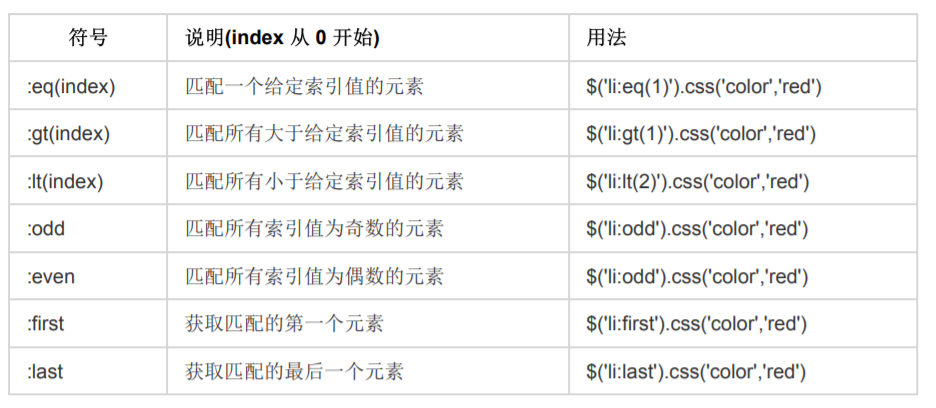 符号 说明(index 从 0 开始) 用法
:eq(index) 匹配一个给定索引值的元素 $('li:eq(1)').css('color','red')
:gt(index) 匹配所有大于给定索引值的元素 $('li:gt(1)').css('color','red')
:lt(index) 匹配所有小于给定索引值的元素 $('li:lt(2)').css('color','red')
:odd 匹配所有索引值为奇数的元素 $('li:odd').css('color','red')
:even 匹配所有索引值为偶数的元素 $('li:odd').css('color','red')
:first 获取匹配的第一个元素 $('li:first').css('color','red')
:last 获取匹配的最后一个元素 $('li:last').css('color','red')